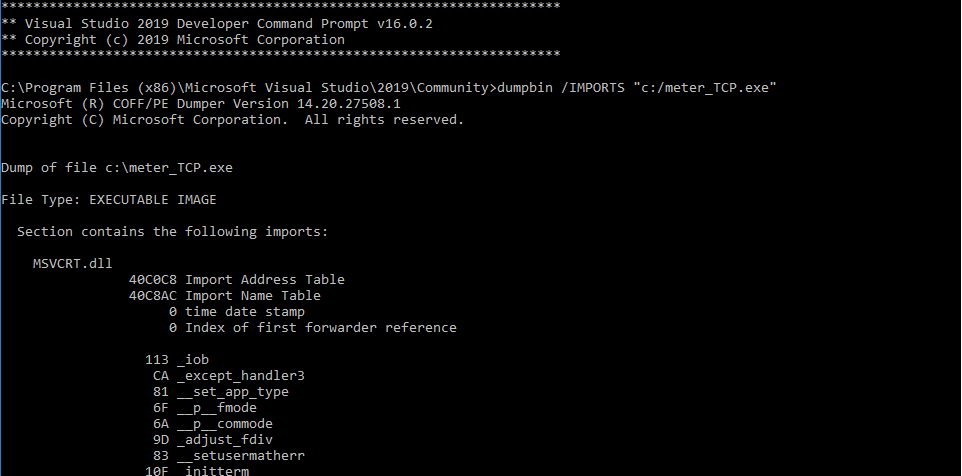 **********************************************************************
** Visual Studio 2019 Developer Command Prompt v16.0.2
** Copyright (c) 2019 Microsoft Corporation
**********************************************************************
C:\Program Files (x86)\Microsoft Visual Studio\2019\Community>dumpbin /IMPORTS "c:/meter_TCP.exe"
Microsoft (R) COFF/PE Dumper Version 14.20.27508.1
Copyright (C) Microsoft Corporation.  All rights reserved.
Dump of file c:\meter_TCP.exe
File Type: EXECUTABLE IMAGE
Section contains the following imports:
MSVCRT.dll
40C0C8 Import Address Table
40C8AC Import Name Table
0 time date stamp
0 Index of first forwarder reference
113 _iob
CA _except_handler3
81 __set_app_type
6F __p__fmode
6A __p__commode
9D _adjust_fdiv
83 __setusermatherr
10F _initterm